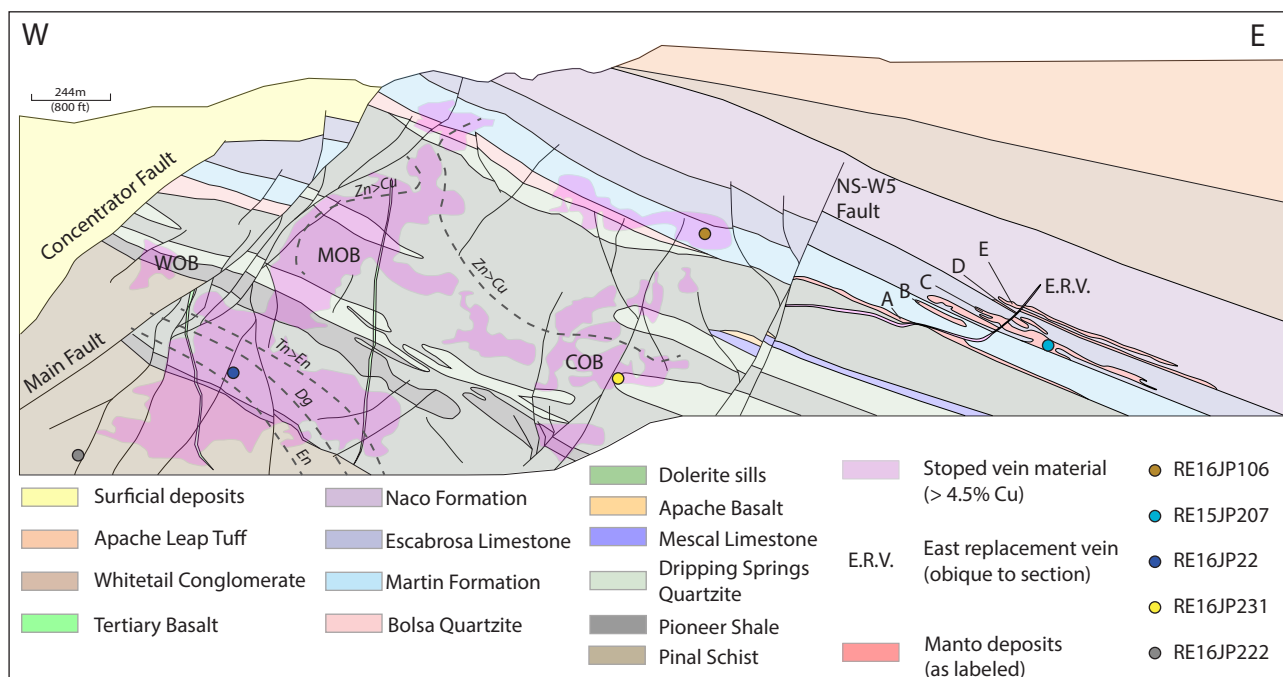 W
E
244m
(800 ft)
Concentrator Fault
Zn>Cu
NS-W5
Fault
WOB
MOB
Zn>Cu
E
D
C
B
A
E.R.V.
Main Fault
Tn>En
Dg
En
COB
Surficial deposits
Apache Leap Tuff
Whitetail Conglomerate
Tertiary Basalt
Naco Formation
Escabrosa Limestone
Martin Formation
Bolsa Quartzite
Dolerite sills
Apache Basalt
Mescal Limestone
Dripping Springs
Quartzite
Pioneer Shale
Pinal Schist
Stoped vein material
(> 4.5% Cu)
E.R.V.
East replacement vein
(obique to section)
Manto deposits
(as labeled)
RE16JP106
RE15JP207
RE16JP22
RE16JP231
RE16JP222